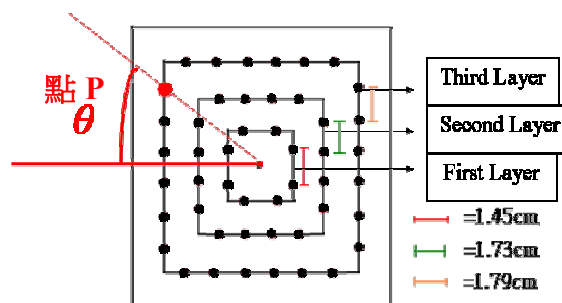 點 P
θ
Third Layer
Second Layer
First Layer
=1.45cm
=1.73cm
=1.79cm